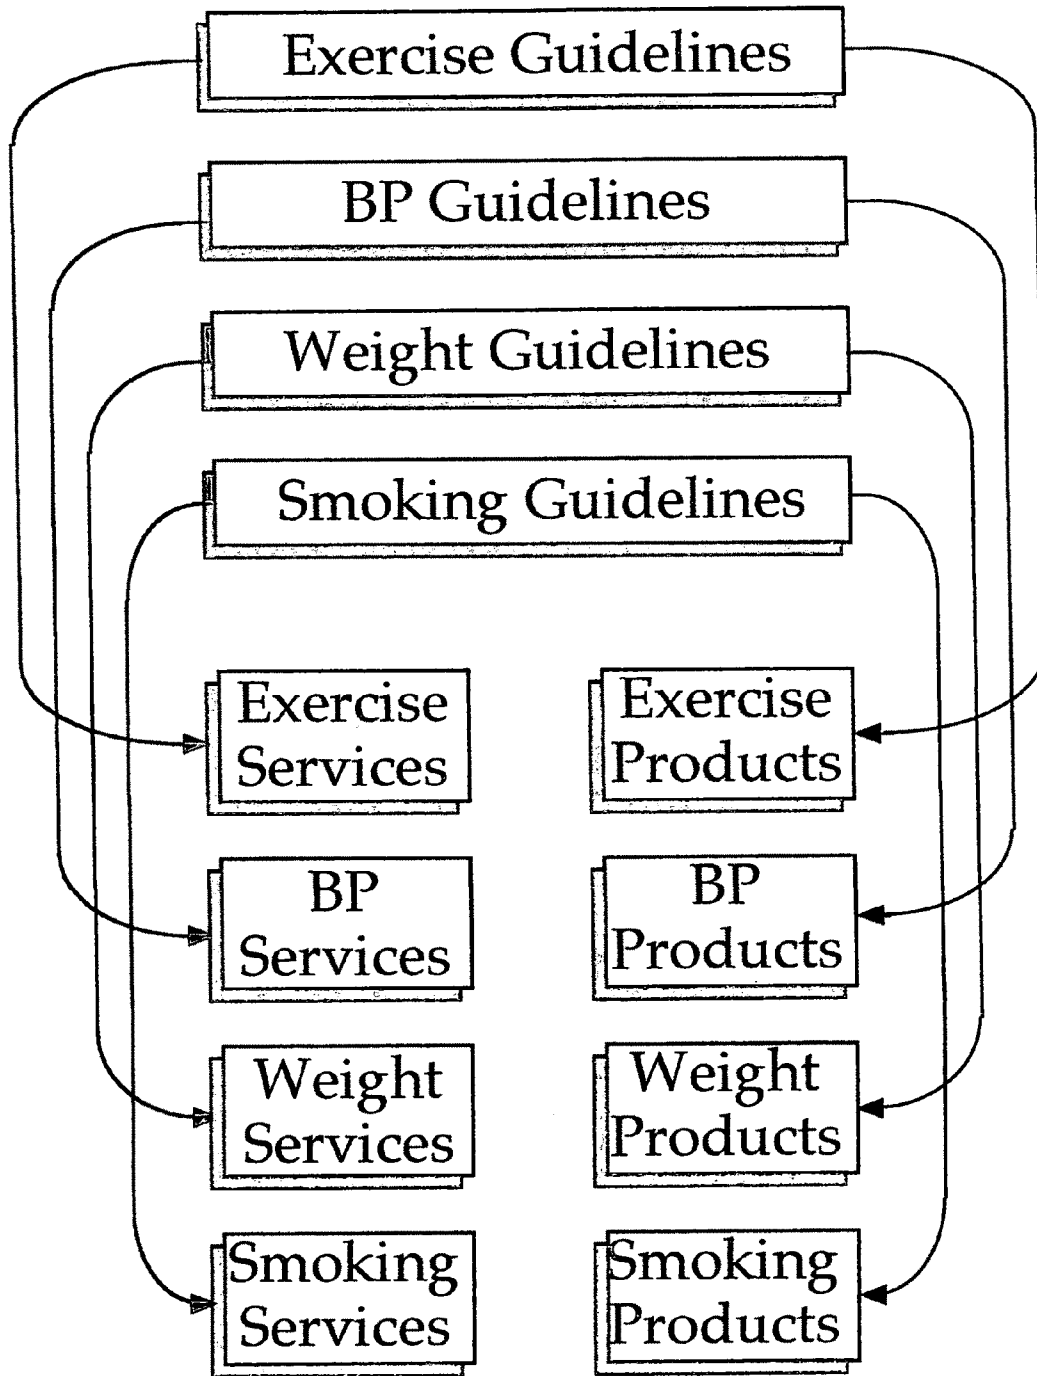 Exercise Guidelines
BP Guidelines
Weight Guidelines
Smoking Guidelines
Exercise
Services
Exercise
Products
BP
Services
BP
Products
Weight
Services
Weight
Products
Smoking
Services
Smoking
Products